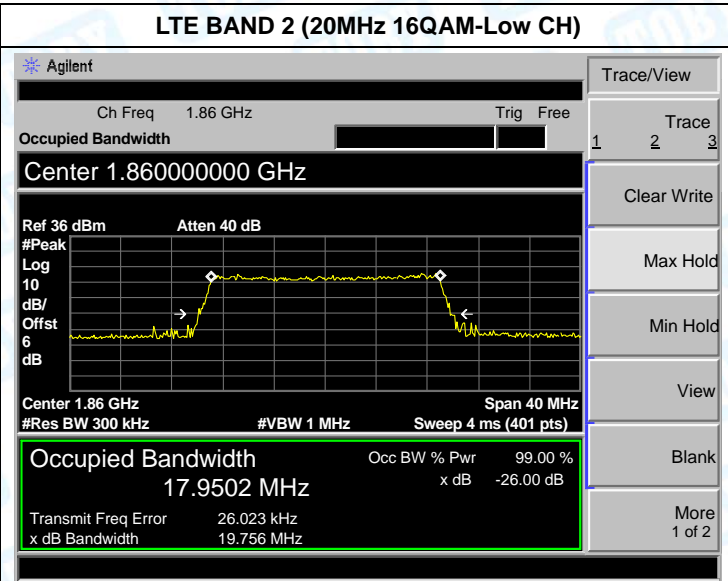 LTE BAND 2 (20MHz 16QAM-Low CH)
Agilent
Trace/View
Ch Freq 1.86 GHz Trig Free
Occupied Bandwidth
Trace
1 2 3
Center 1.860000000 GHz
Clear Write
Ref 36 dBm Atten 40 dB
#Peak
Log
10
dB/
Offst
6
dB
Max Hold
Min Hold
View
Center 1.86 GHz Span 40 MHz
#Res BW 300 kHz #VBW 1 MHz Sweep 4 ms (401 pts)
Occupied Bandwidth Occ BW % Pwr 99.00 %
17.9502 MHz x dB -26.00 dB
Blank
Transmit Freq Error 26.023 kHz
x dB Bandwidth 19.756 MHz
More
1 of 2